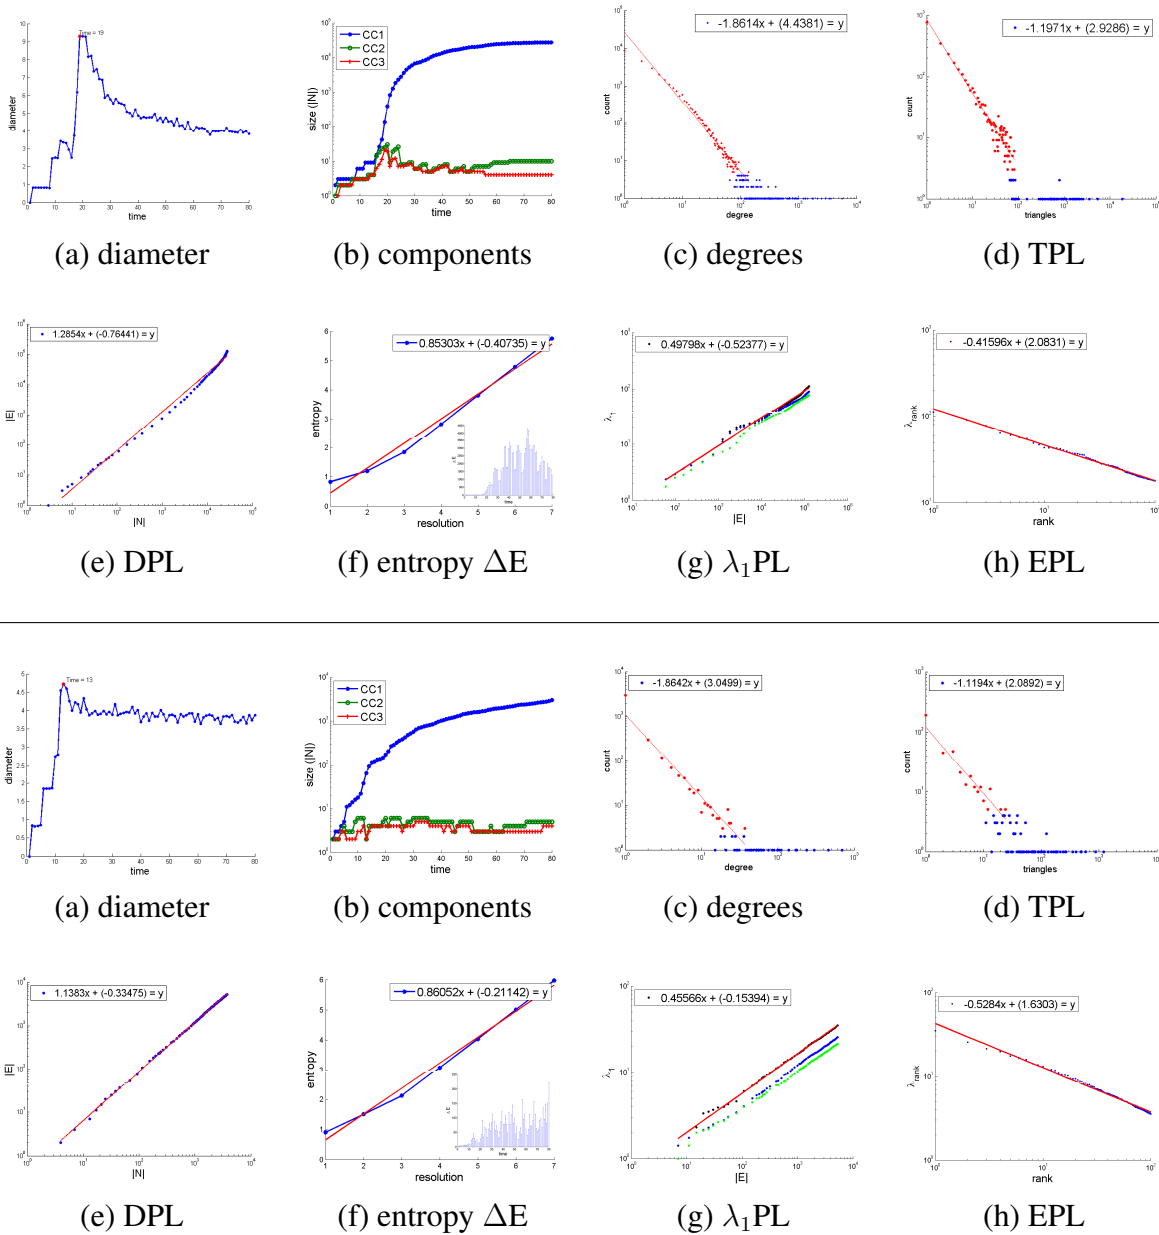 Time = 19
diameter
time
(a) diameter
CC1
CC2
CC3
size (|N|)
time
(b) components
-1.8614x + (4.4381) = y
count
degree
(c) degrees
-1.1971x + (2.9286) = y
count
triangles
(d) TPL
1.2854x + (-0.76441) = y
|E|
|N|
(e) DPL
0.85303x + (-0.40735) = y
entropy
Δ E
time
resolution
(f) entropy ΔE
0.49798x + (-0.52377) = y
λ1
|E|
(g) λ1PL
-0.41596x + (2.0831) = y
λrank
rank
(h) EPL
Time = 13
diameter
time
(a) diameter
CC1
CC2
CC3
size (|N|)
time
(b) components
-1.8642x + (3.0499) = y
count
degree
(c) degrees
-1.1194x + (2.0892) = y
count
triangles
(d) TPL
1.1383x + (-0.33475) = y
|E|
|N|
(e) DPL
0.86052x + (-0.21142) = y
entropy
Δ E
time
resolution
(f) entropy ΔE
0.45566x + (-0.15394) = y
λ1
|E|
(g) λ1PL
-0.5284x + (1.6303) = y
λrank
rank
(h) EPL